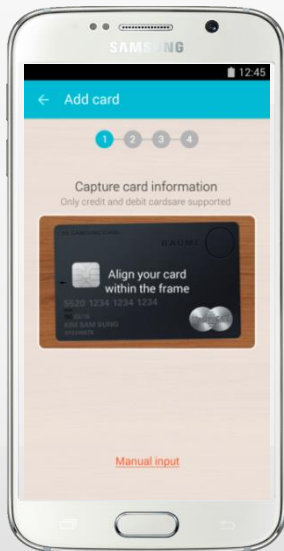 SAMSUNG
12:45
← Add card
1 2 3 4
Capture card information
Only credit and debit cardsare supported
BAUME
Align your card
within the frame
5520 1234 1234 1234
KIM SAM SUNG
Manual input